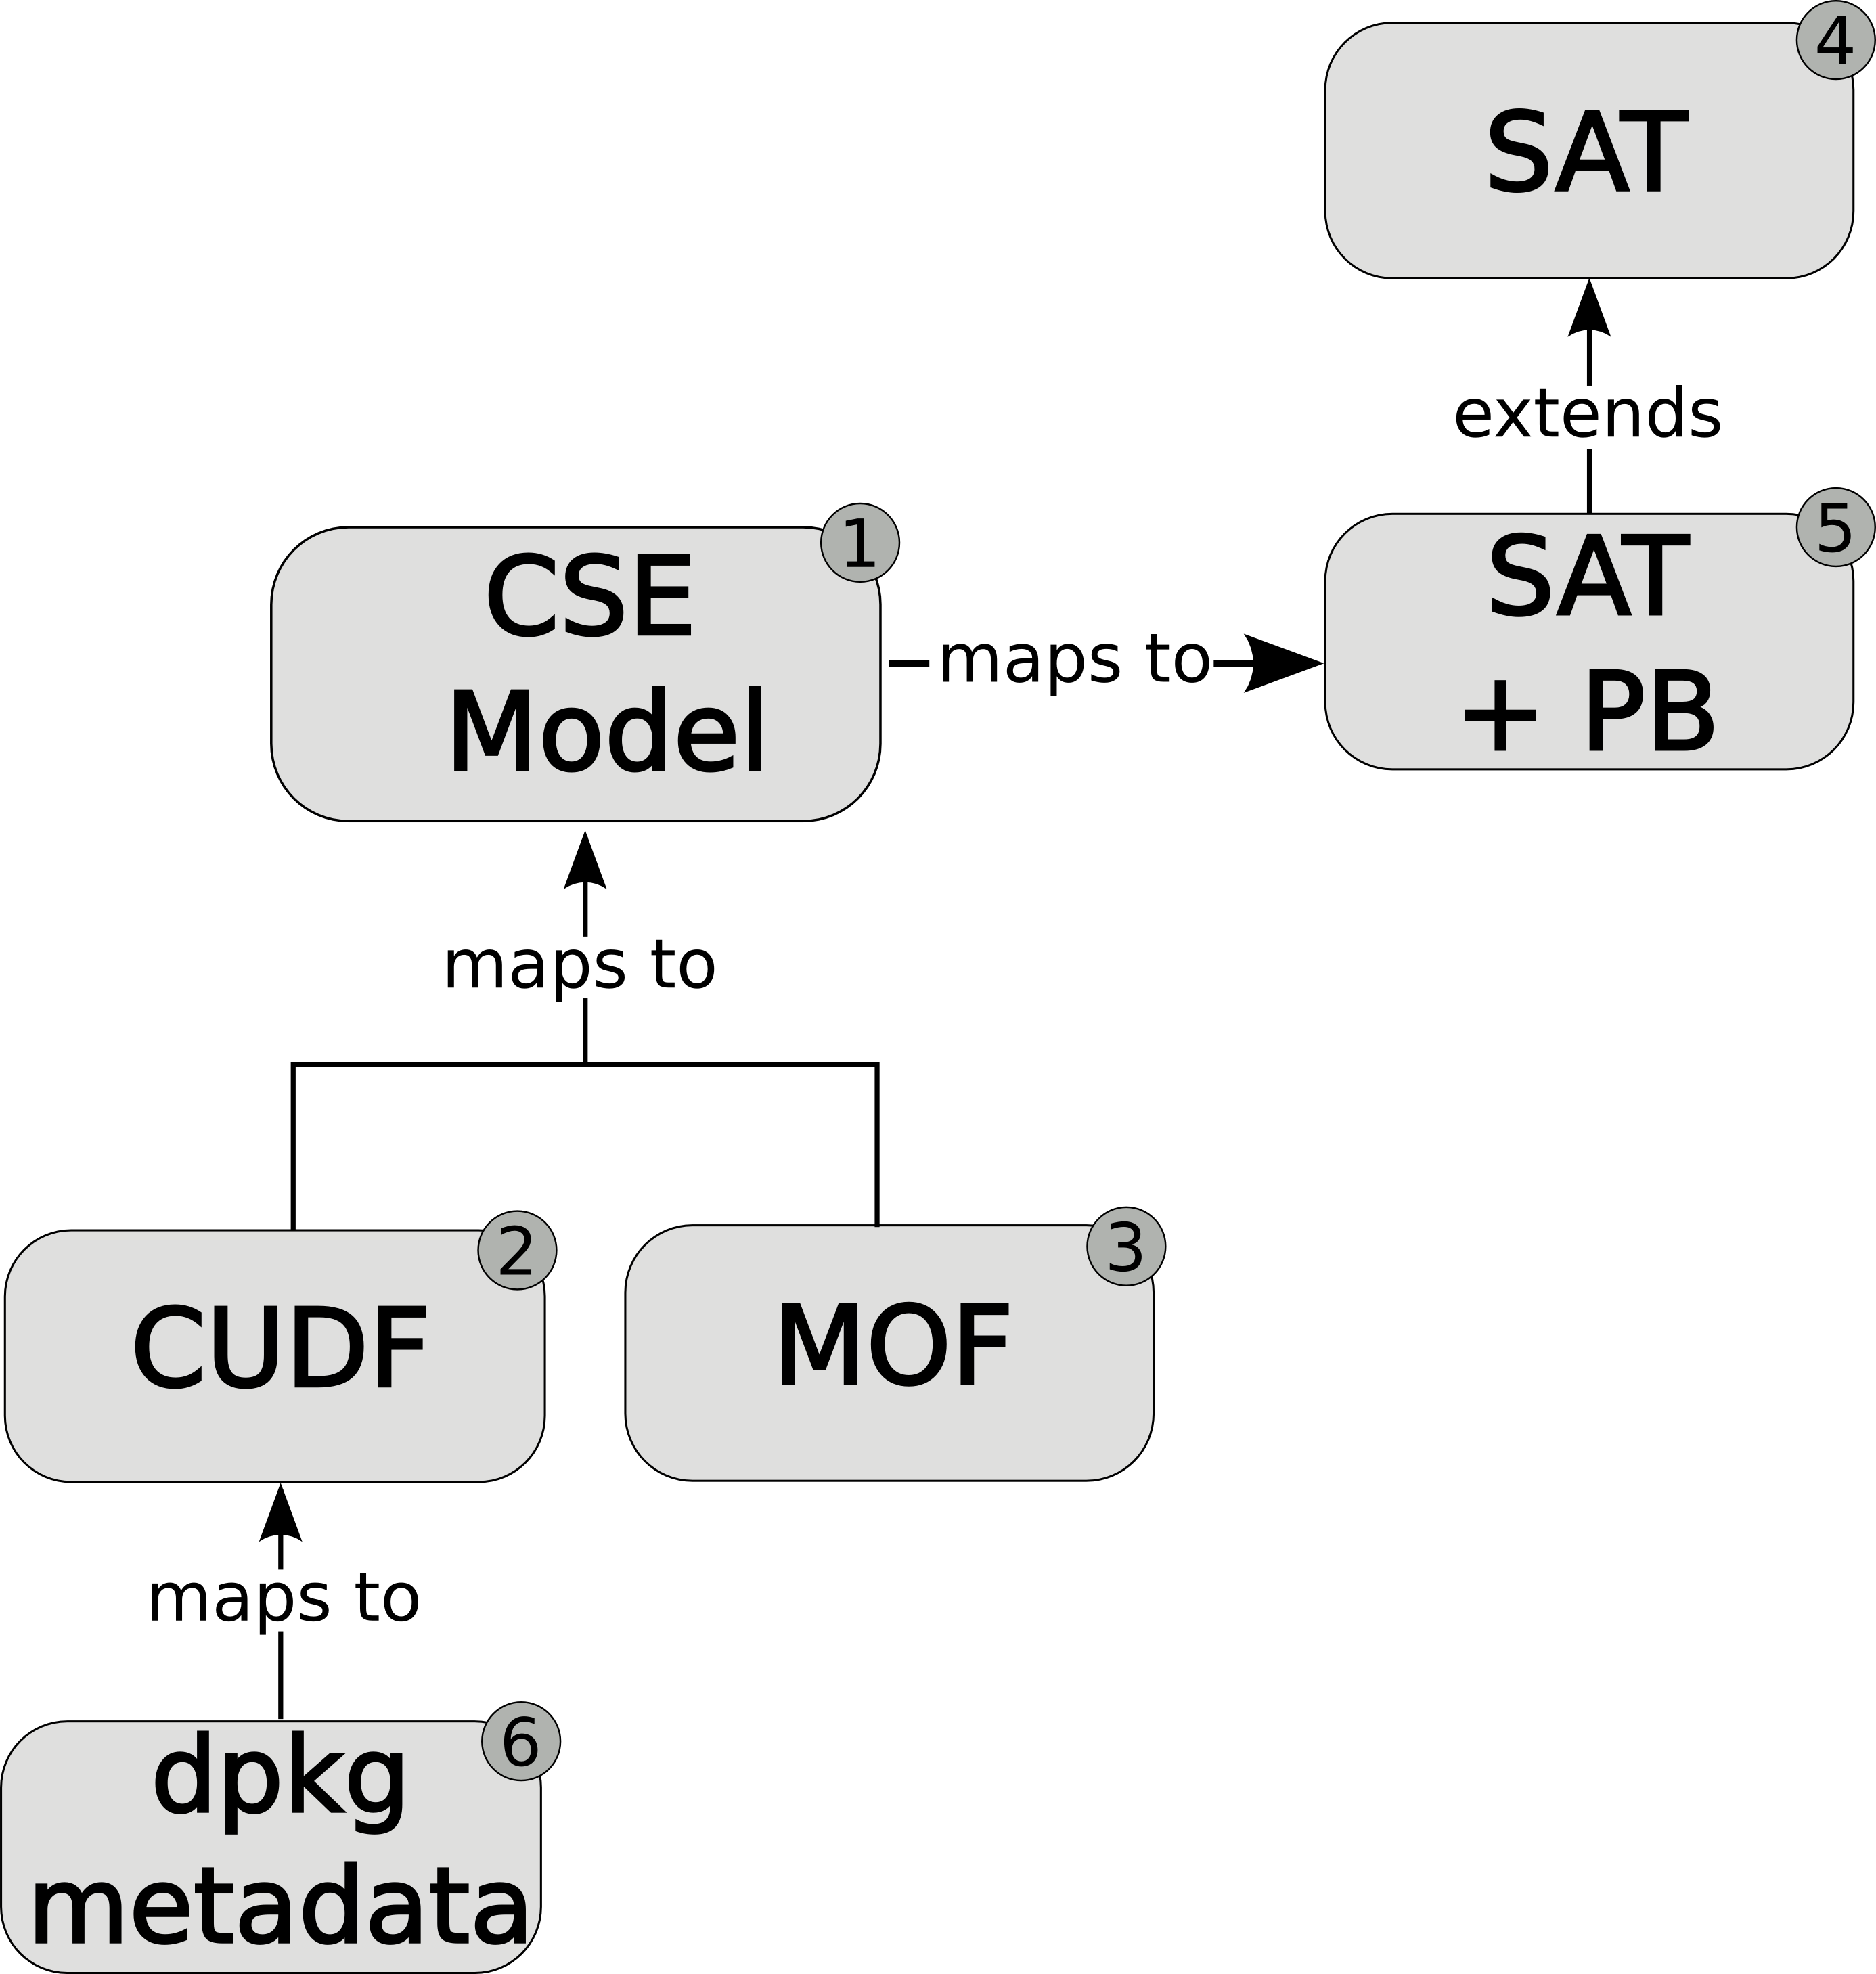 4
SAT
extends
5
SAT
+ PB
1
CSE
Model
maps to
maps to
2
CUDF
3
MOF
maps to
6
dpkg
metadata